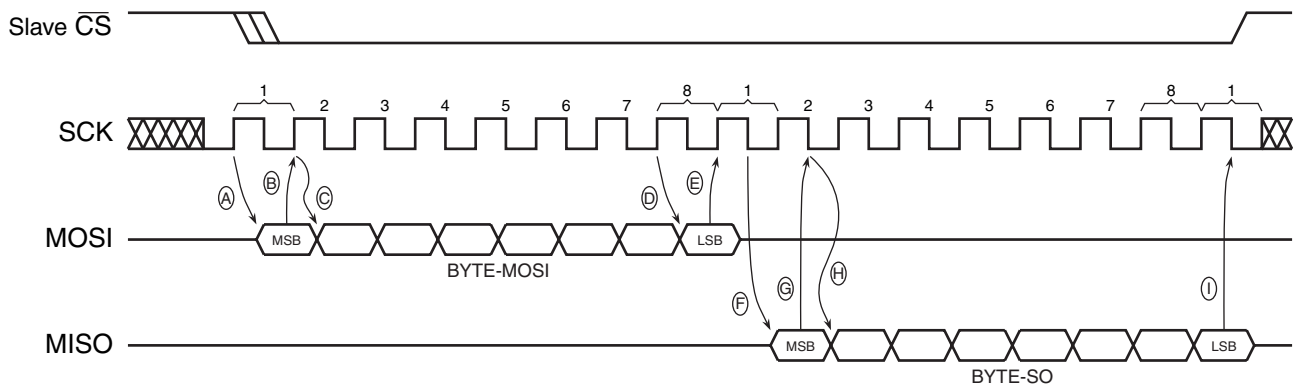 Slave CS
1 2 3 4 5 6 7 8 1 2 3 4 5 6 7 8 1
SCK
A B C D E
MOSI MSB LSB
BYTE-MOSI
F G H I
MISO MSB LSB
BYTE-SO